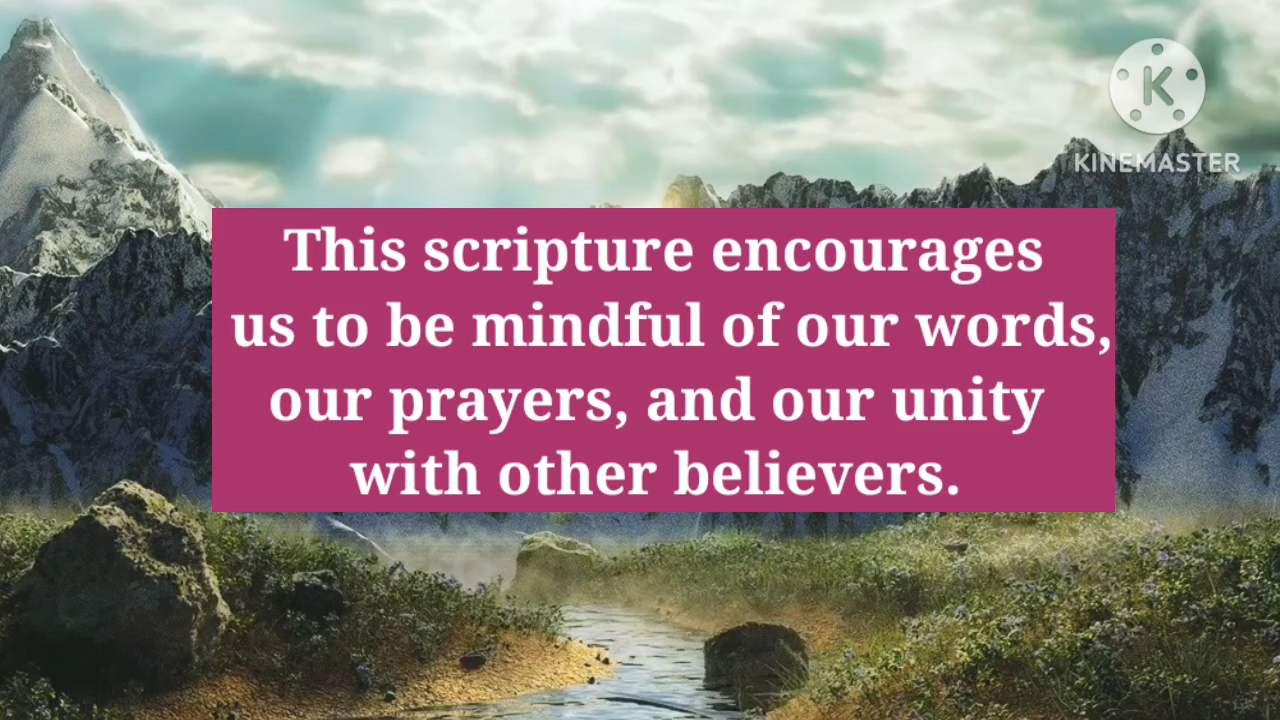 K
KINEMASTER
This scripture encourages
us to be mindful of our words,
our prayers, and our unity
with other believers.